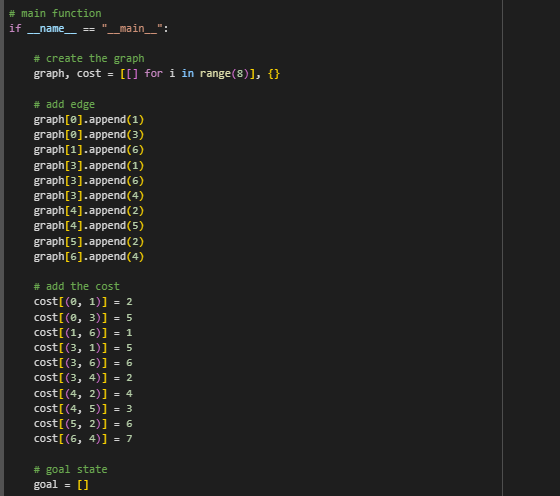 # main function
if __name__ == "__main__":
# create the graph
graph, cost = [[] for i in range(8)], {}
# add edge
graph[0].append(1)
graph[0].append(3)
graph[1].append(6)
graph[3].append(1)
graph[3].append(6)
graph[3].append(4)
graph[4].append(2)
graph[4].append(5)
graph[5].append(2)
graph[6].append(4)
# add the cost
cost[(0, 1)] = 2
cost[(0, 3)] = 5
cost[(1, 6)] = 1
cost[(3, 1)] = 5
cost[(3, 6)] = 6
cost[(3, 4)] = 2
cost[(4, 2)] = 4
cost[(4, 5)] = 3
cost[(5, 2)] = 6
cost[(6, 4)] = 7
# goal state
goal = []